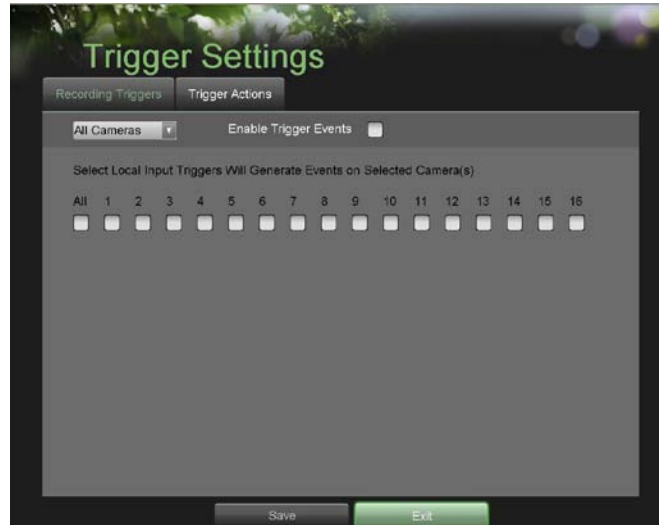 Trigger Settings
Recording Triggers Trigger Actions
All Cameras Enable Trigger Events
Select Local Input Triggers Will Generate Events on Selected Camera(s)
All 1 2 3 4 5 6 7 8 9 10 11 12 13 14 15 16
Save Exit